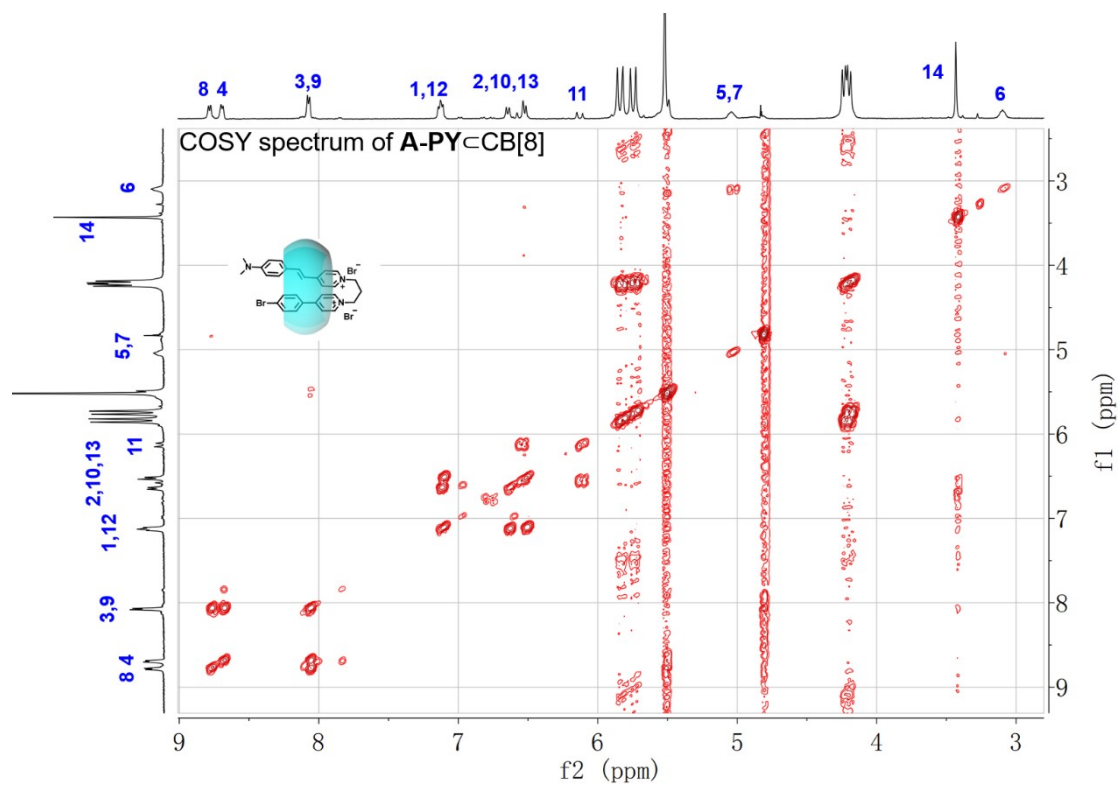 8 4 3,9 1,12 2,10,13 11 5,7 14 6
COSY spectrum of A-PY⊂CB[8]
6
14
5,7
11
2,10,13
1,12
3,9
8 4
N
Br⁻
N⁺
Br
N⁺
Br⁻
3
4
5
6
7
8
9
f1 (ppm)
9 8 7 6 5 4 3
f2 (ppm)